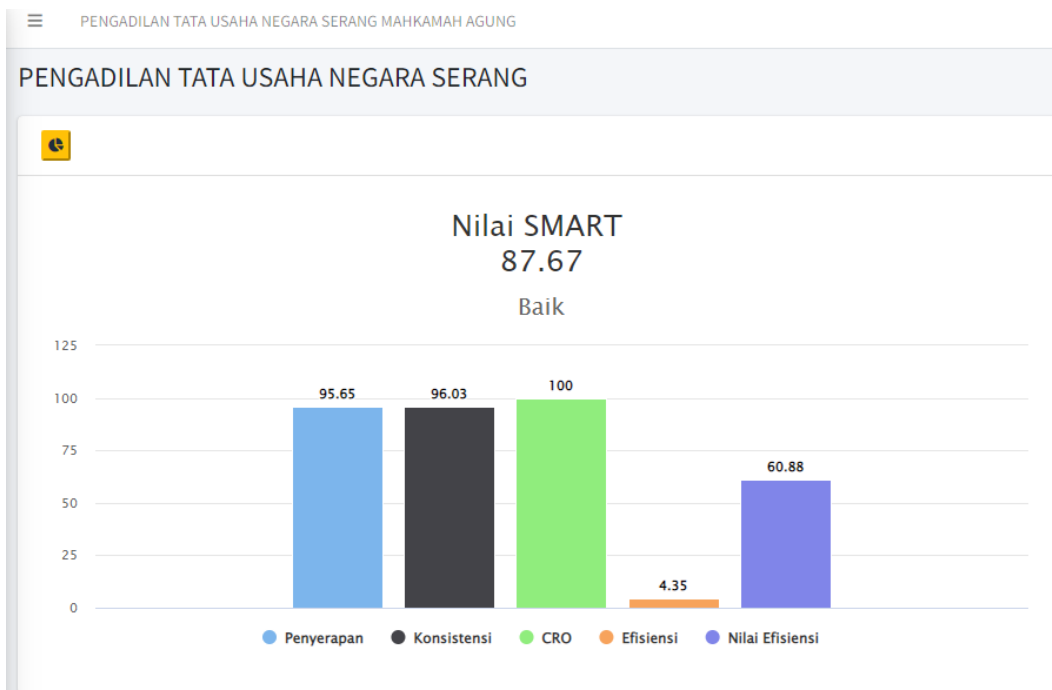 PENGADILAN TATA USAHA NEGARA SERANG MAHKAMAH AGUNG
PENGADILAN TATA USAHA NEGARA SERANG
Nilai SMART
87.67
Baik
125
100
75
50
25
0
95.65
96.03
100
4.35
60.88
Penyerapan Konsistensi CRO Efisiensi Nilai Efisiensi